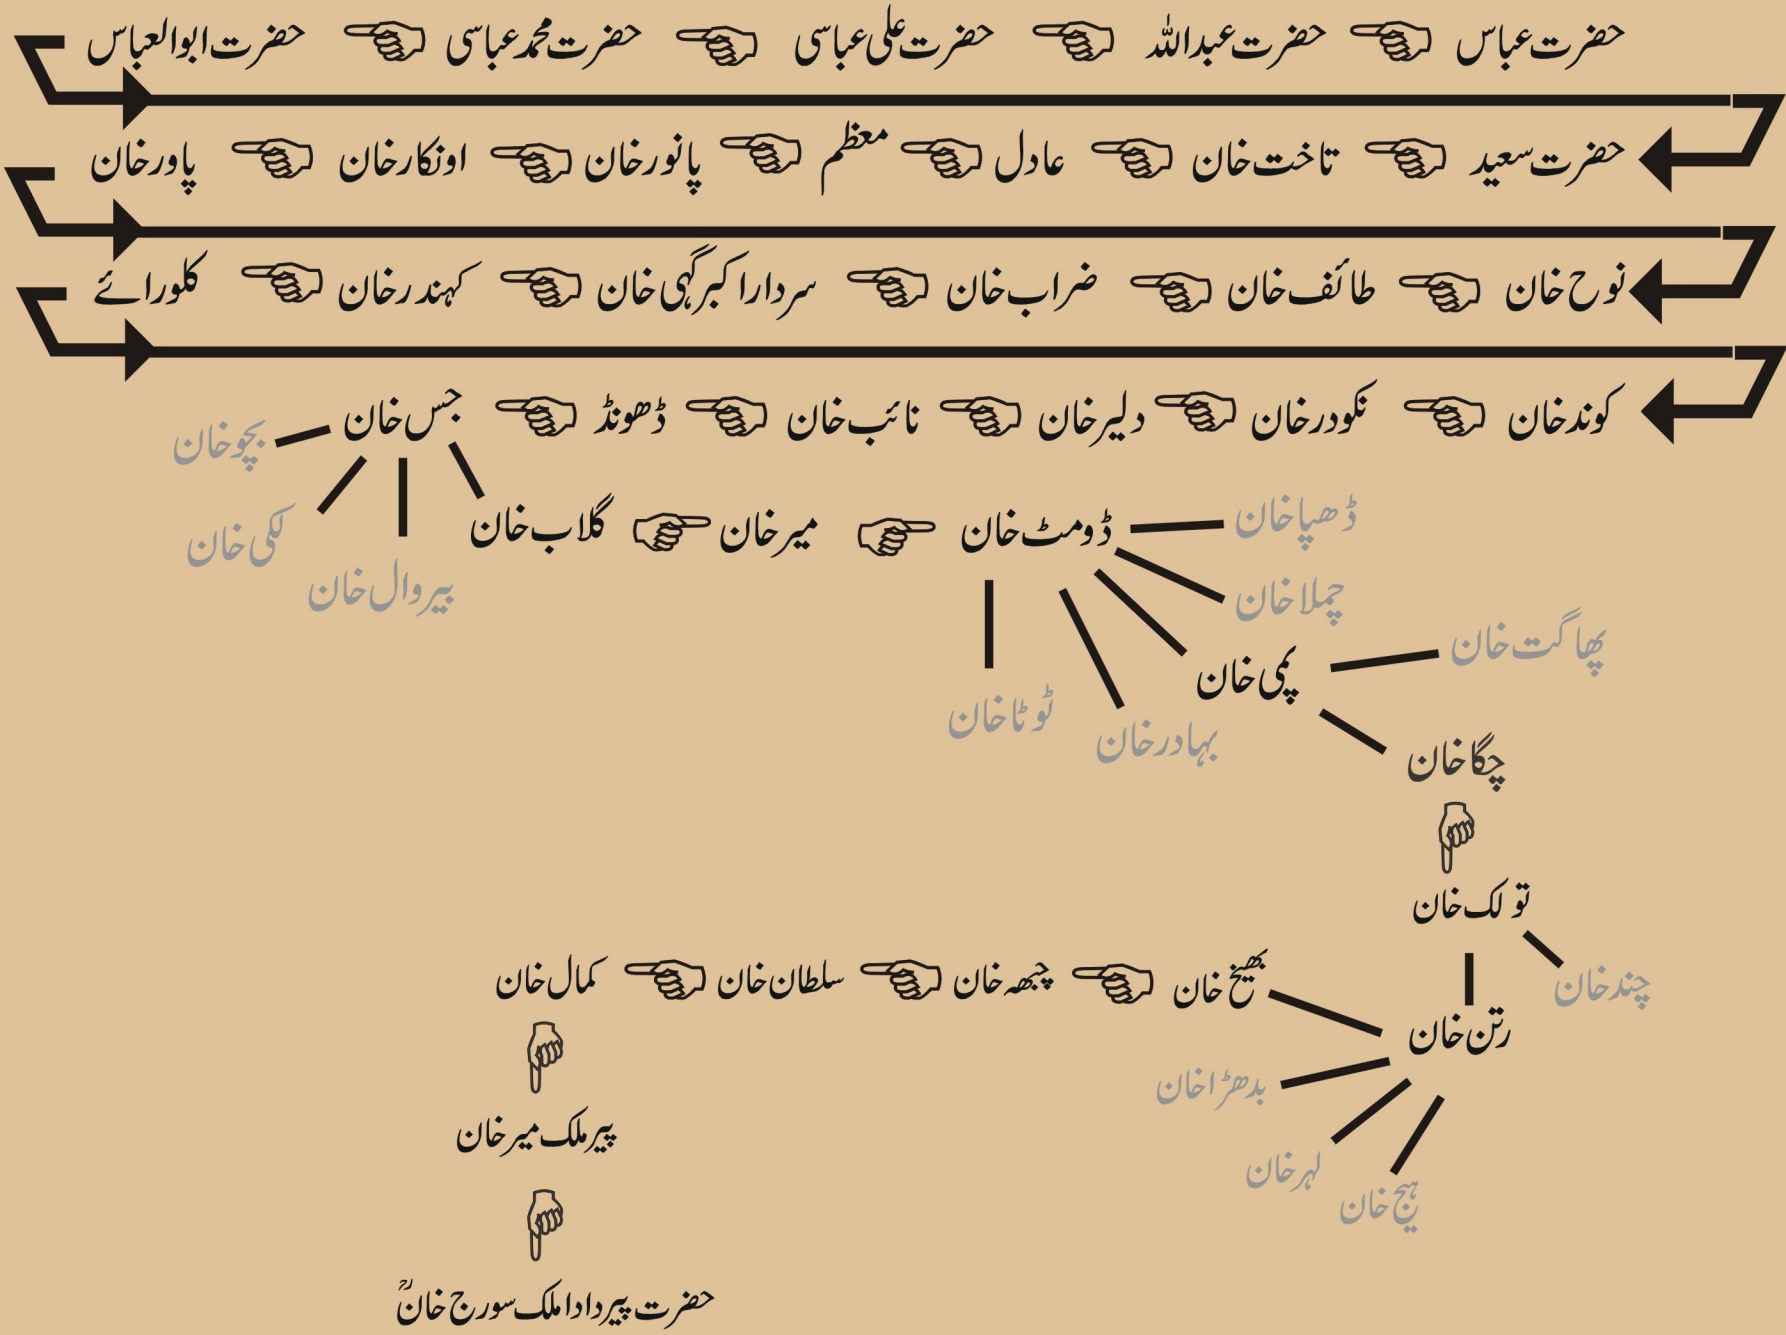 حضرت عباس حضرت عبداللہ حضرت علی عباسی حضرت محمد عباسی حضرت ابوالعباس
حضرت سعید تاخت خان عادل معظم پانور خان اونکار خان پاور خان
نوح خان طائف خان ضراب خان سردار اکبر گہی خان کہندر خان کلورائے
کوند خان نکودر خان دلیر خان نائب خان ڈھونڈ جس خان
بچو خان
لکی خان
بیروال خان
گلاب خان میر خان ڈومٹ خان ڈھپا خان
چملا خان
پمی خان پھاگت خان
ٹوٹا خان بہادر خان
چگا خان
تولک خان
چند خان
رتن خان
بھیخ خان چبھہ خان سلطان خان کمال خان
بدھڑا خان
لہر خان
پیر ملک میر خان
حضرت پیر دادا ملک سورج خانؒ